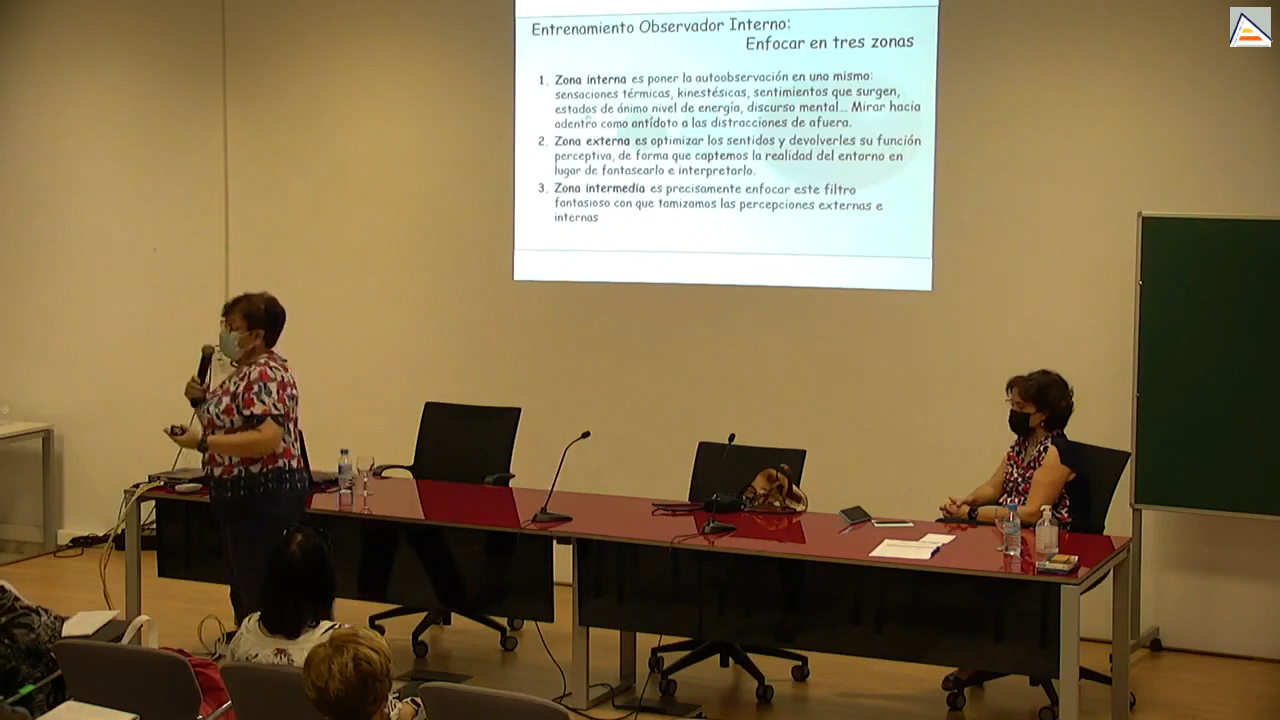 Entrenamiento Observador Interno:
Enfocar en tres zonas
1. Zona interna es poner la autoobservación en uno mismo:
sensaciones térmicas, kinestésicas, sentimientos que surgen,
estados de ánimo nivel de energía, discurso mental... Mirar hacia
adentro como antídoto a las distracciones de afuera.
2. Zona externa es optimizar los sentidos y devolverles su función
perceptiva, de forma que captemos la realidad del entorno en
lugar de fantasearlo e interpretarlo.
3. Zona intermedia es precisamente enfocar este filtro
fantasioso con que tamizamos las percepciones externas e
internas